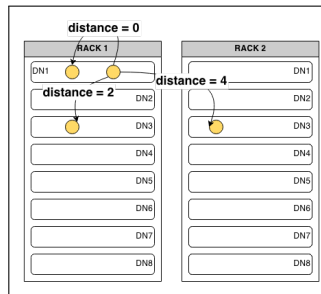 distance = 0
RACK 1
RACK 2
DN1
DN1
distance = 4
distance = 2
DN2
DN2
DN3
DN3
DN4
DN4
DN5
DN5
DN6
DN6
DN7
DN7
DN8
DN8